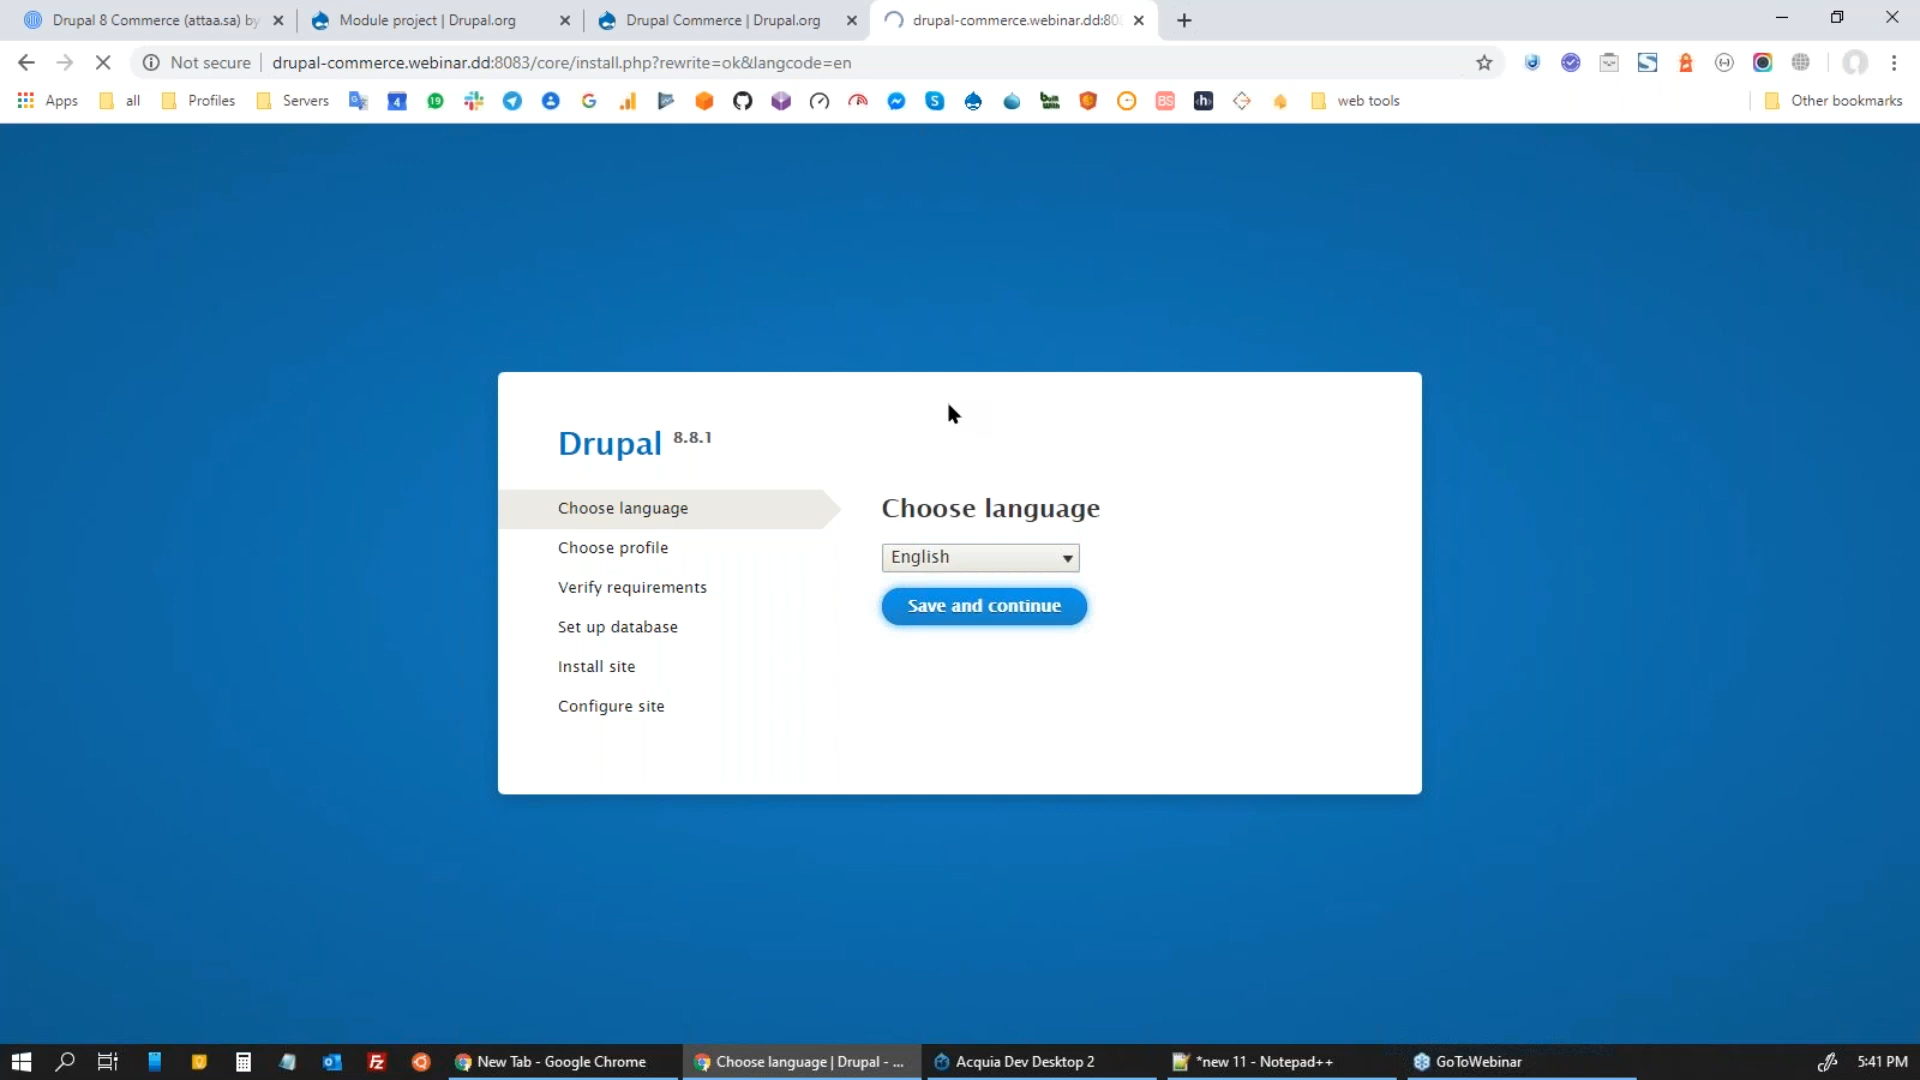 Drupal 8 Commerce (attaa.sa) by
Module project | Drupal.org
Drupal Commerce | Drupal.org
drupal-commerce.webinar.dd:80
Not secure
drupal-commerce.webinar.dd:8083/core/install.php?rewrite=ok&langcode=en
Apps
all
Profiles
Servers
4
19
web tools
Other bookmarks
Drupal 8.8.1
Choose language
Choose profile
Verify requirements
Set up database
Install site
Configure site
Choose language
English
Save and continue
New Tab - Google Chrome
Choose language | Drupal - ...
Acquia Dev Desktop 2
*new 11 - Notepad++
GoToWebinar
5:41 PM